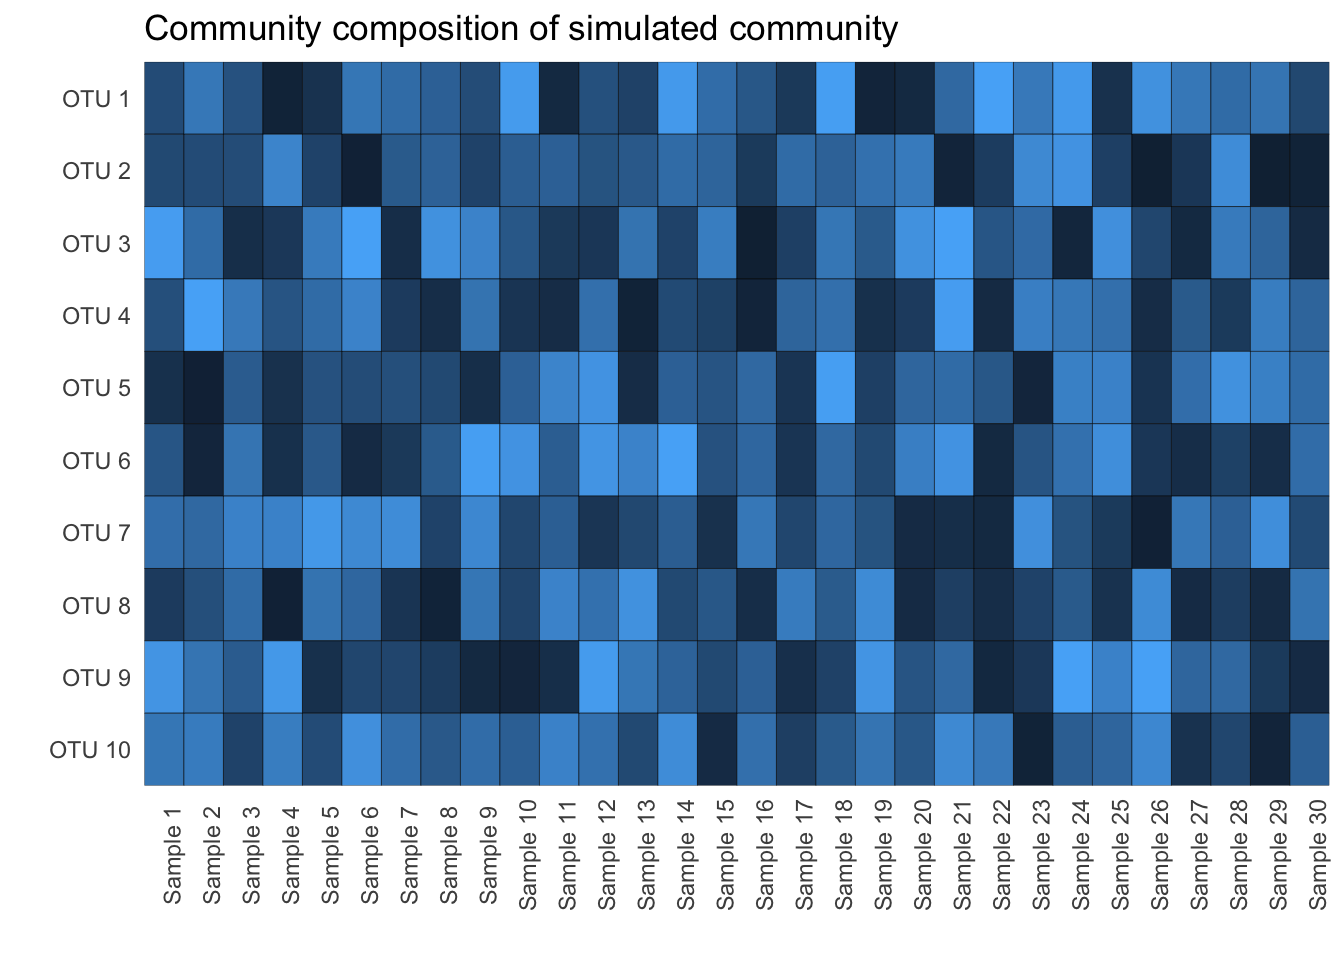 Community composition of simulated community
OTU 1
OTU 2
OTU 3
OTU 4
OTU 5
OTU 6
OTU 7
OTU 8
OTU 9
OTU 10
Sample 1
Sample 2
Sample 3
Sample 4
Sample 5
Sample 6
Sample 7
Sample 8
Sample 9
Sample 10
Sample 11
Sample 12
Sample 13
Sample 14
Sample 15
Sample 16
Sample 17
Sample 18
Sample 19
Sample 20
Sample 21
Sample 22
Sample 23
Sample 24
Sample 25
Sample 26
Sample 27
Sample 28
Sample 29
Sample 30